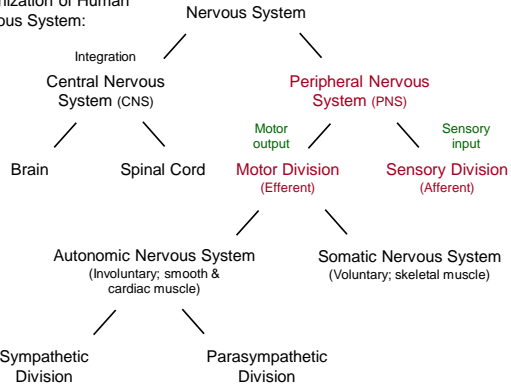 Nervous System
System:
Integration
Central Nervous
System (CNS)
Peripheral Nervous
System (PNS)
Motor
output
Sensory
input
Brain
Spinal Cord
Motor Division
(Efferent)
Sensory Division
(Afferent)
Autonomic Nervous System
(Involuntary; smooth &
cardiac muscle)
Somatic Nervous System
(Voluntary; skeletal muscle)
Sympathetic
Division
Parasympathetic
Division